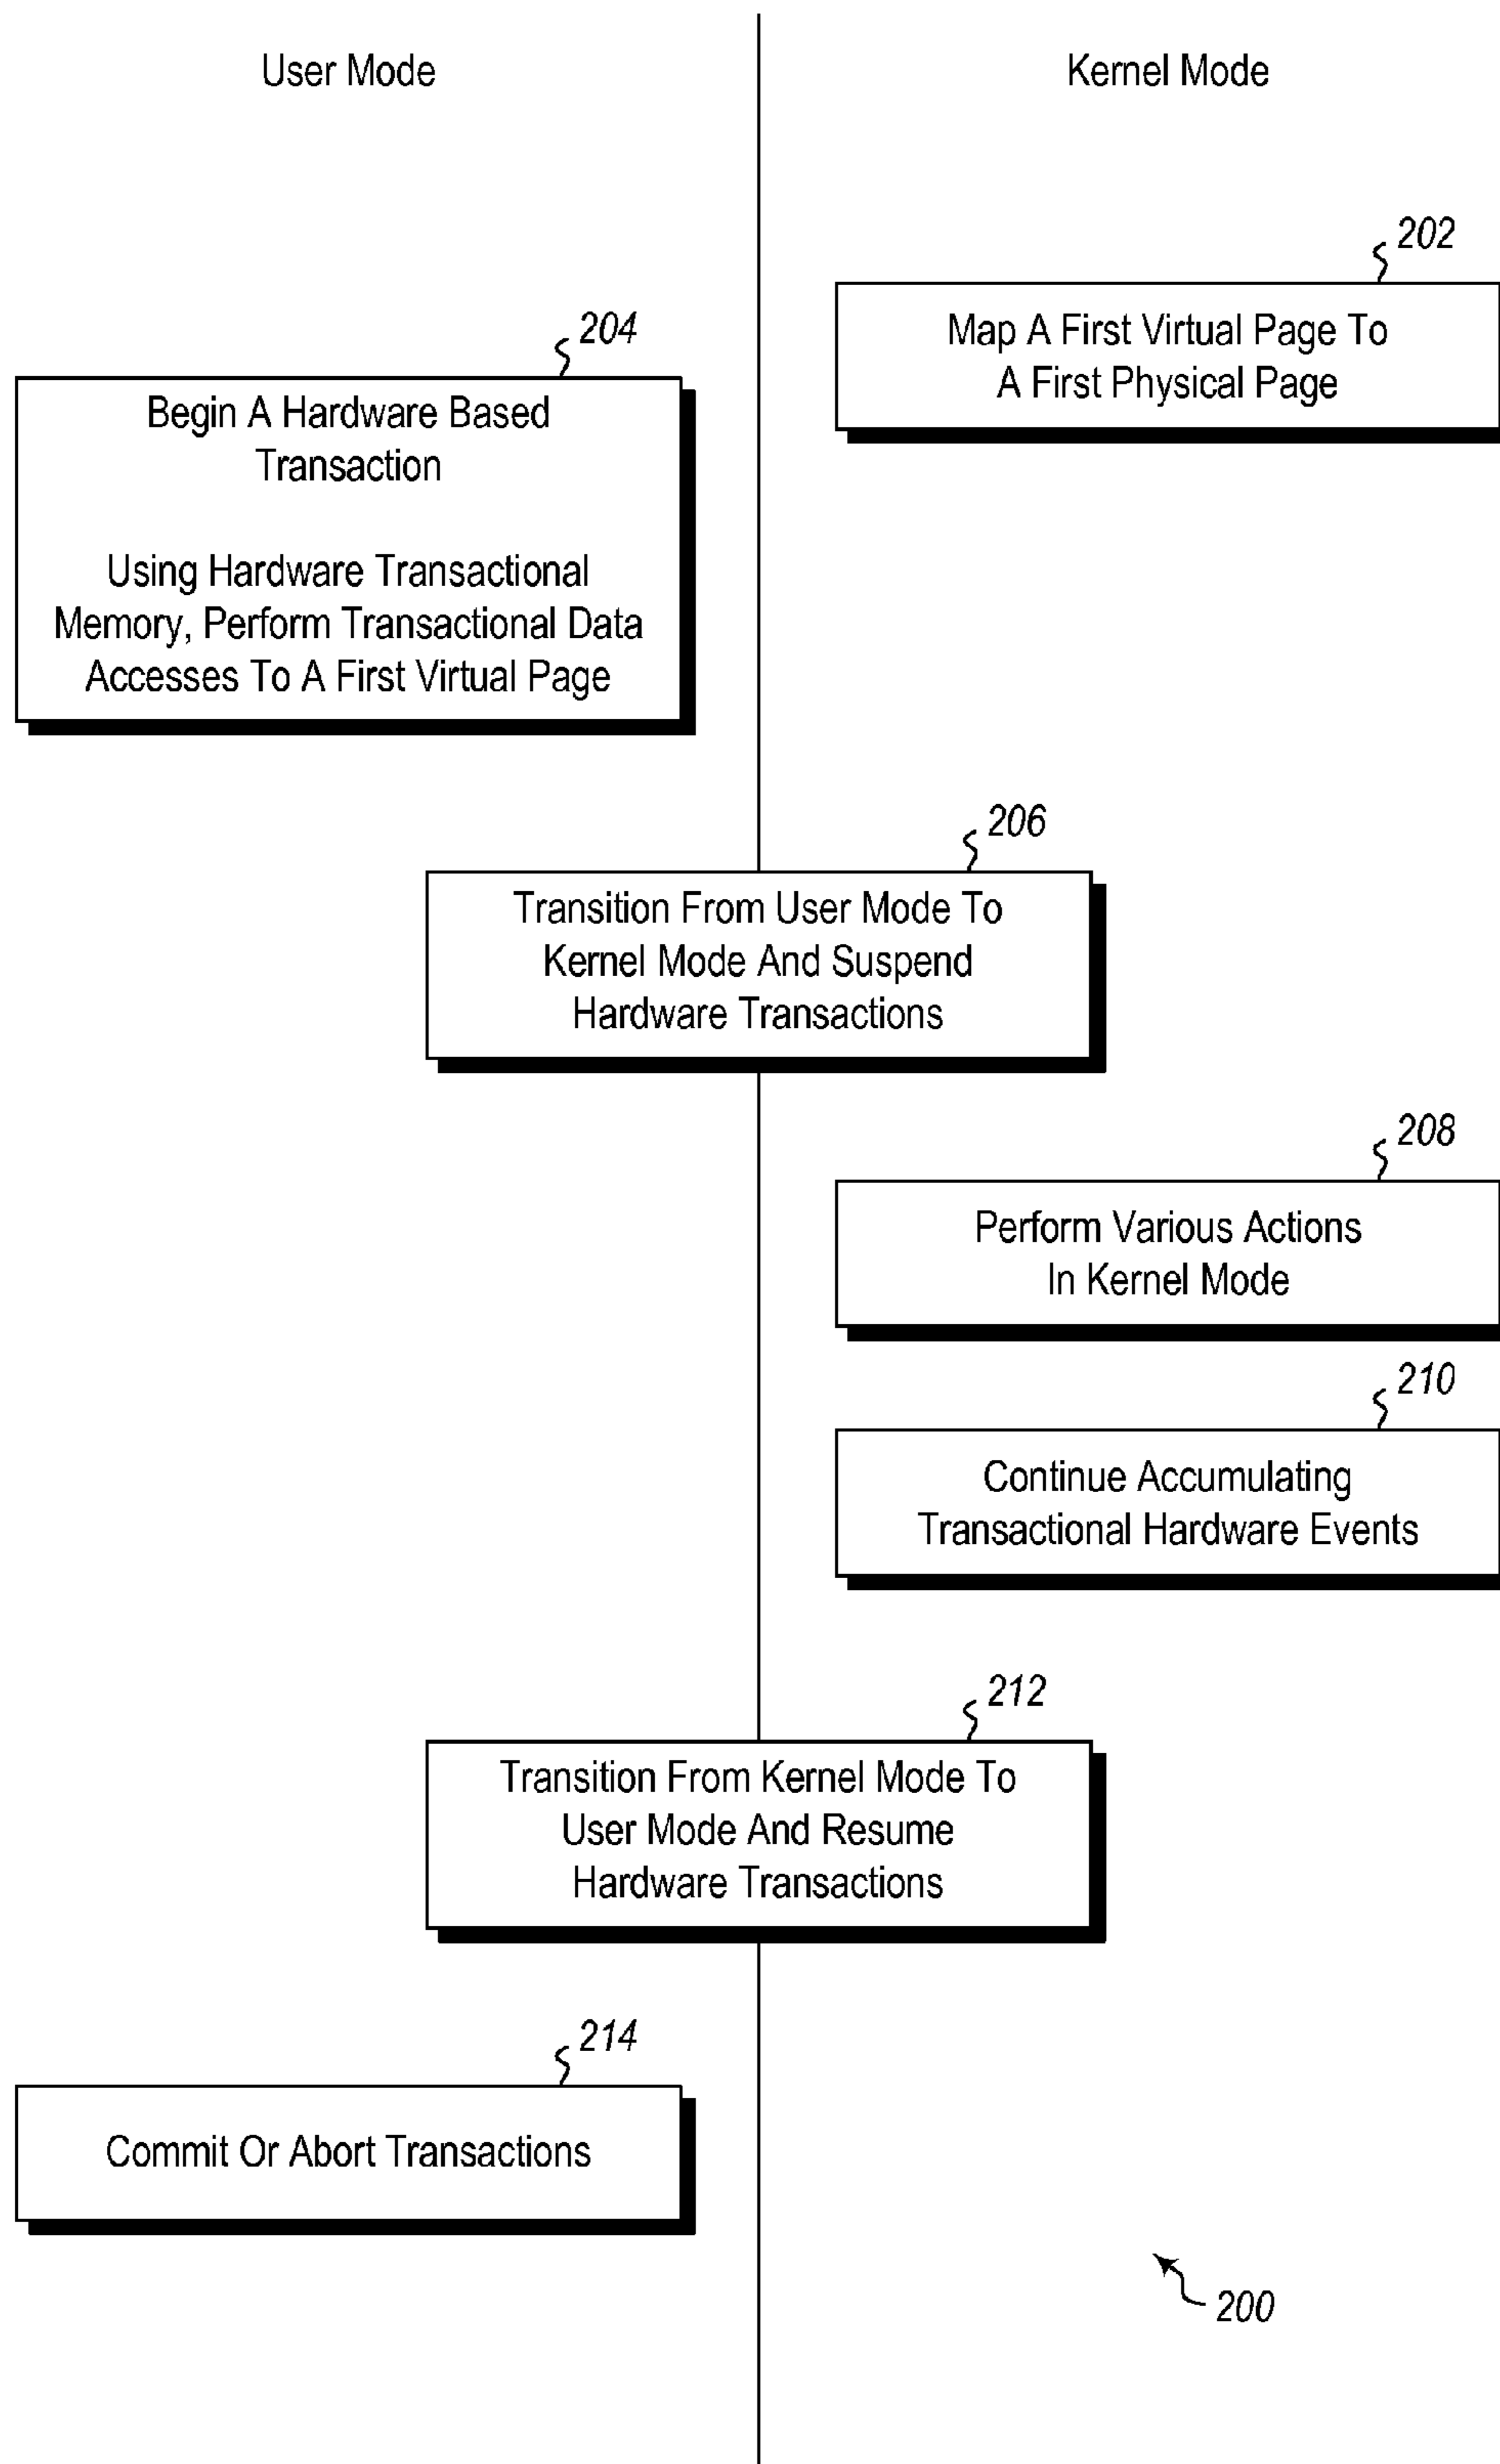 User Mode
Kernel Mode
202
Map A First Virtual Page To
A First Physical Page
204
Begin A Hardware Based
Transaction
Using Hardware Transactional
Memory, Perform Transactional Data
Accesses To A First Virtual Page
206
Transition From User Mode To
Kernel Mode And Suspend
Hardware Transactions
208
Perform Various Actions
In Kernel Mode
210
Continue Accumulating
Transactional Hardware Events
212
Transition From Kernel Mode To
User Mode And Resume
Hardware Transactions
214
Commit Or Abort Transactions
200